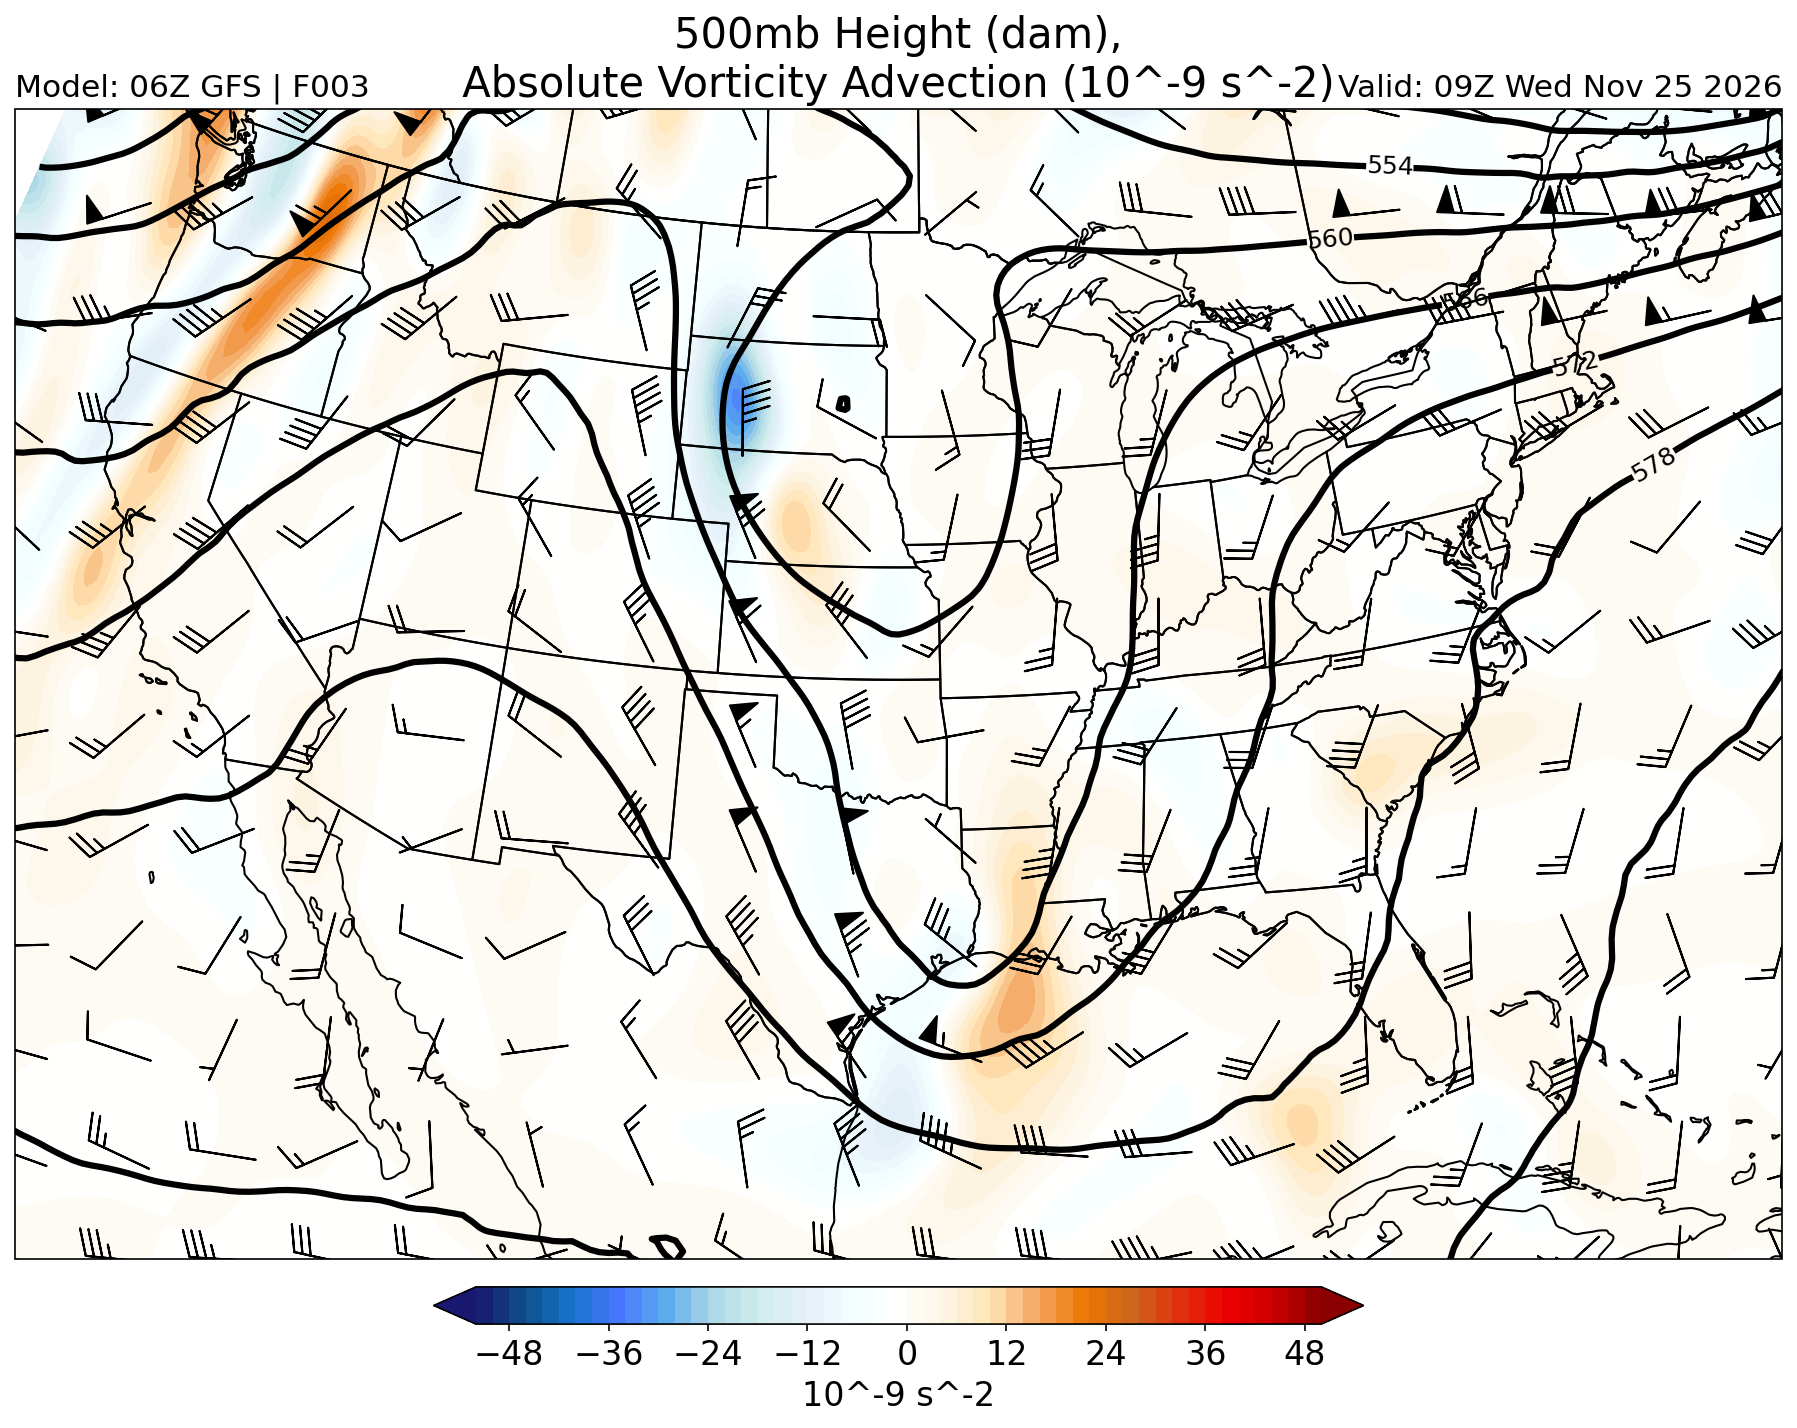 500mb Height (dam),
Absolute Vorticity Advection (10^-9 s^-2)
Model: 06Z GFS | F003
Valid: 09Z Wed Nov 25 2026
554
560
566
572
578
−48 −36 −24 −12 0 12 24 36 48
10^-9 s^-2